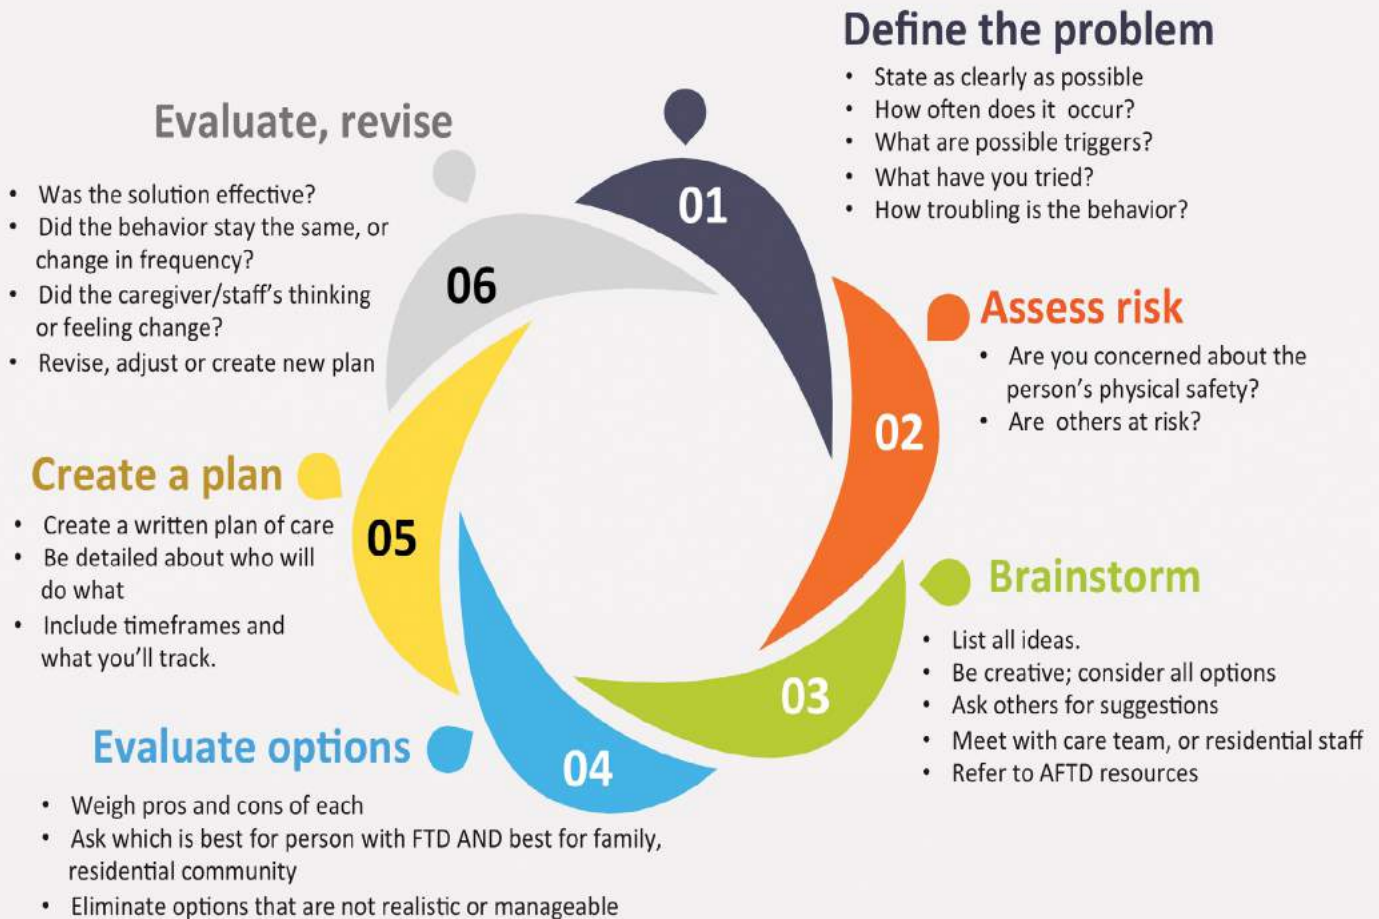 Define the problem
• State as clearly as possible
• How often does it occur?
• What are possible triggers?
• What have you tried?
• How troubling is the behavior?
01
Assess risk
• Are you concerned about the
person's physical safety?
• Are others at risk?
02
Brainstorm
• List all ideas.
• Be creative; consider all options
• Ask others for suggestions
• Meet with care team, or residential staff
• Refer to AFTD resources
03
Evaluate options
• Weigh pros and cons of each
• Ask which is best for person with FTD AND best for family,
residential community
• Eliminate options that are not realistic or manageable
04
Create a plan
• Create a written plan of care
• Be detailed about who will
do what
• Include timeframes and
what you'll track.
05
Evaluate, revise
• Was the solution effective?
• Did the behavior stay the same, or
change in frequency?
• Did the caregiver/staff's thinking
or feeling change?
• Revise, adjust or create new plan
06